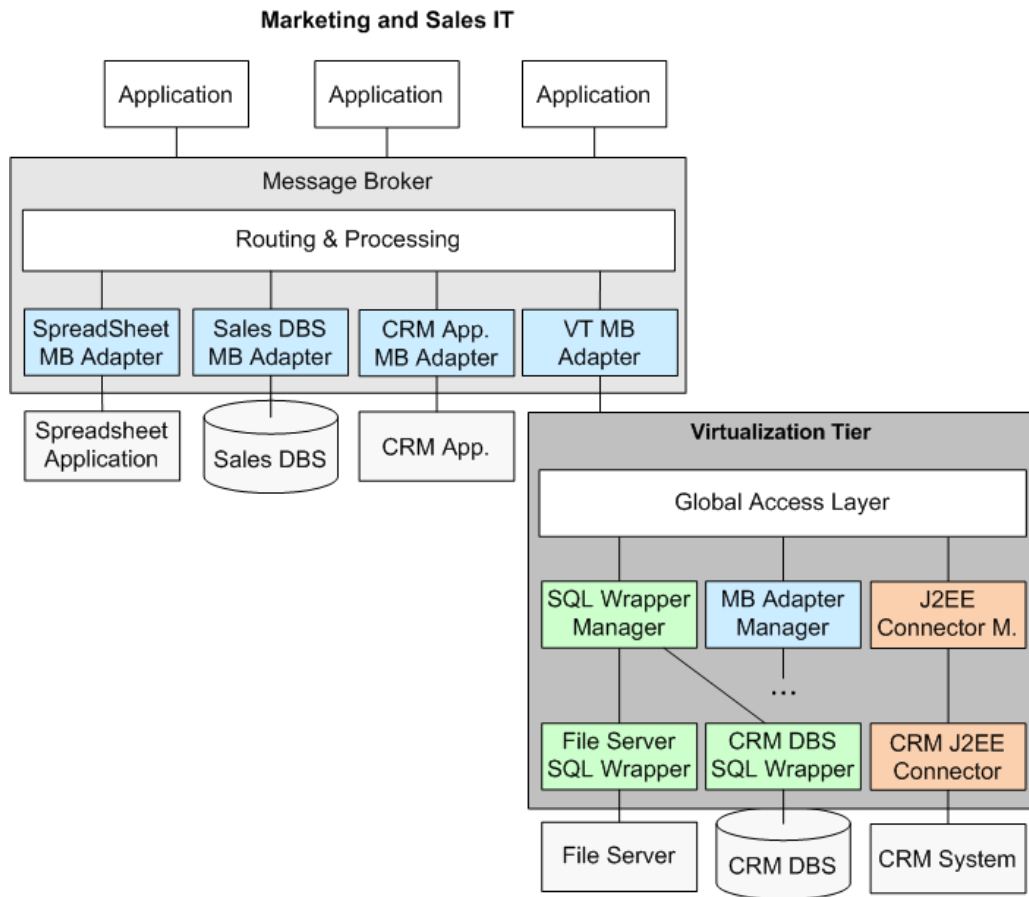 Marketing and Sales IT
Application
Application
Application
Message Broker
Routing & Processing
SpreadSheet
MB Adapter
Sales DBS
MB Adapter
CRM App.
MB Adapter
VT MB
Adapter
Spreadsheet
Application
Sales DBS
CRM App.
Virtualization Tier
Global Access Layer
SQL Wrapper
Manager
MB Adapter
Manager
J2EE
Connector M.
...
File Server
SQL Wrapper
CRM DBS
SQL Wrapper
CRM J2EE
Connector
File Server
CRM DBS
CRM System